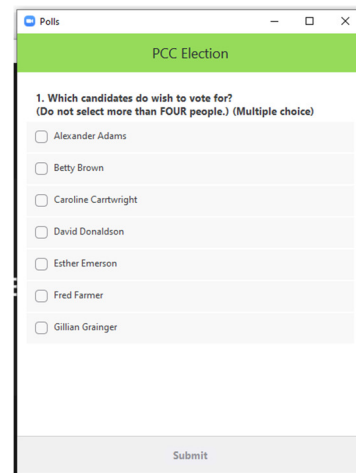 Polls
PCC Election
1. Which candidates do wish to vote for?
(Do not select more than FOUR people.) (Multiple choice)
Alexander Adams
Betty Brown
Caroline Carrtwright
David Donaldson
Esther Emerson
Fred Farmer
Gillian Grainger
Submit